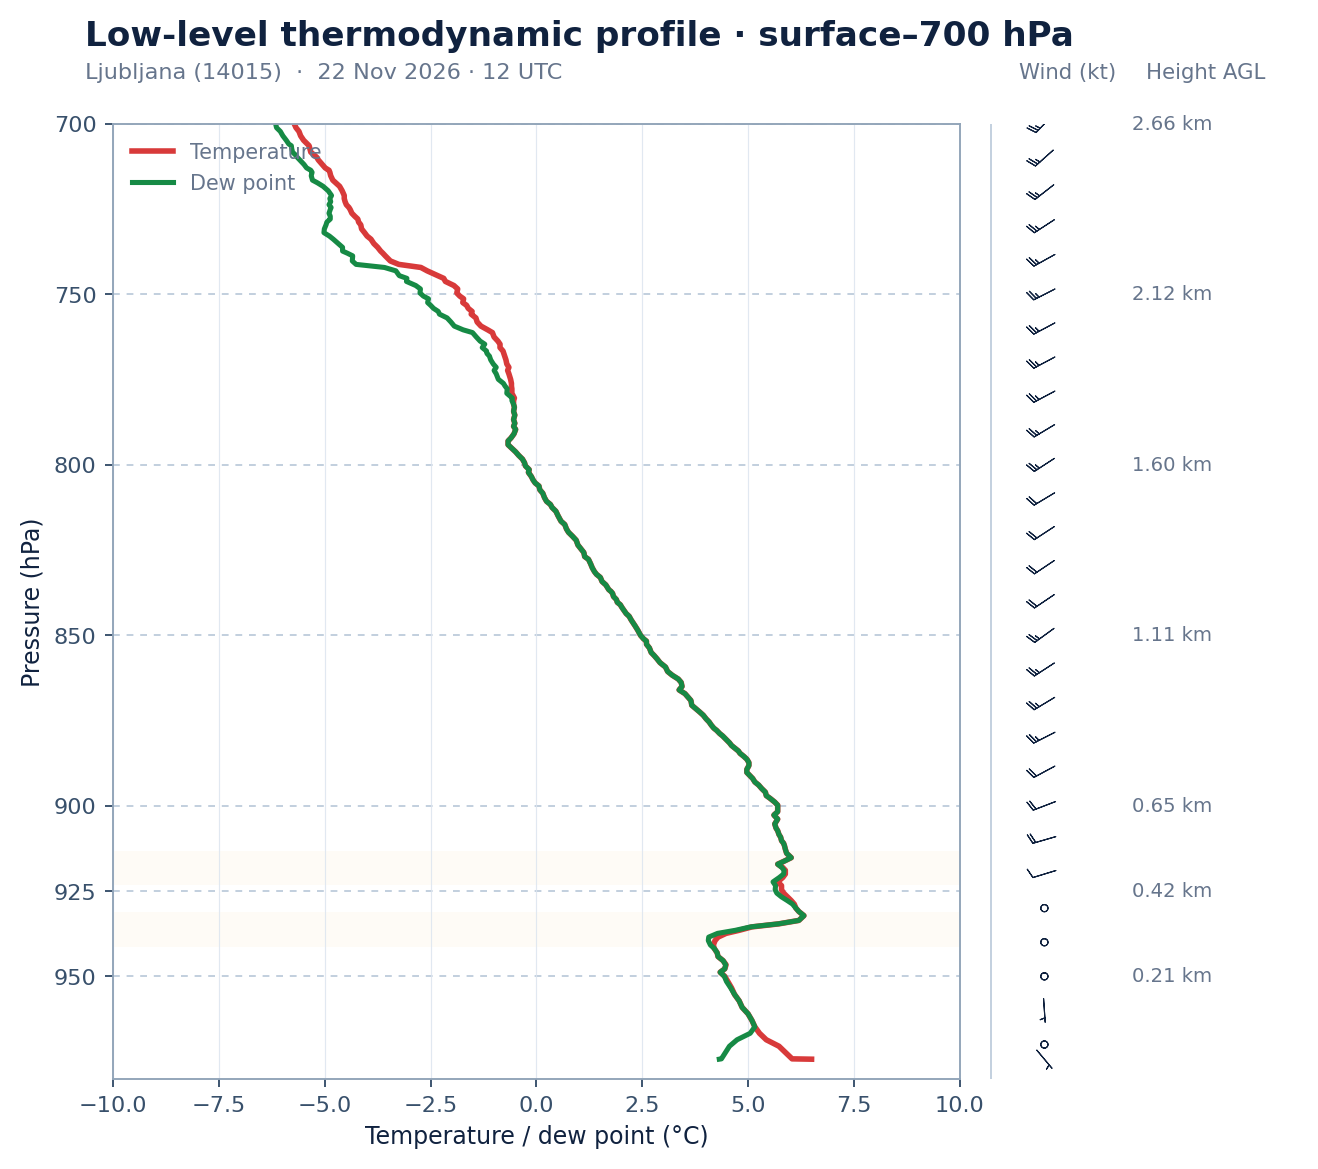 Low-level thermodynamic profile · surface–700 hPa
Ljubljana (14015)  ·  22 Nov 2026 · 12 UTC
Wind (kt)
Height AGL
Temperature
Dew point
700
750
800
850
900
925
950
Pressure (hPa)
2.66 km
2.12 km
1.60 km
1.11 km
0.65 km
0.42 km
0.21 km
−10.0
−7.5
−5.0
−2.5
0.0
2.5
5.0
7.5
10.0
Temperature / dew point (°C)